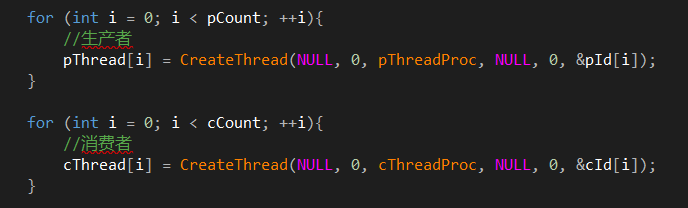 for (int i = 0; i < pCount; ++i){
//生产者
pThread[i] = CreateThread(NULL, 0, pThreadProc, NULL, 0, &pId[i]);
}
for (int i = 0; i < cCount; ++i){
//消费者
cThread[i] = CreateThread(NULL, 0, cThreadProc, NULL, 0, &cId[i]);
}